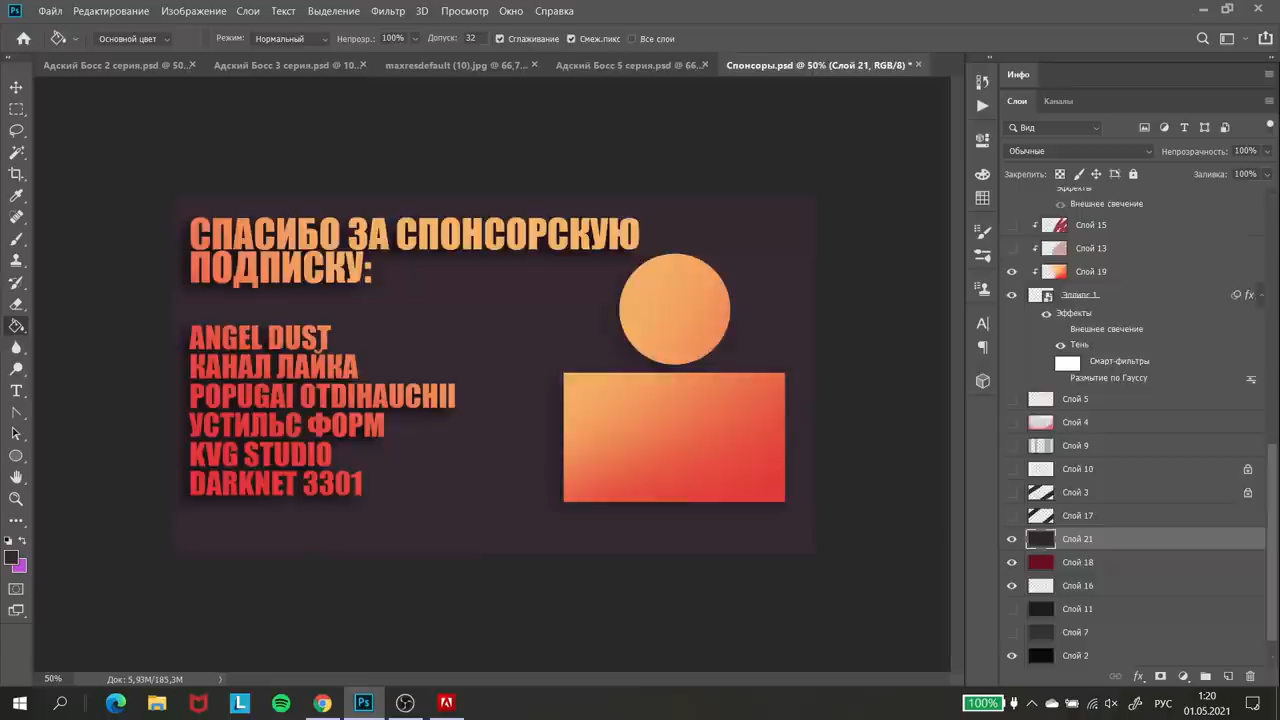 Ps Файл Редактирование Изображение Слои Текст Выделение Фильтр 3D Просмотр Окно Справка
Основной цвет Режим: Нормальный Непрозр.: 100% Допуск: 32 Сглаживание Смеж.пикс Все слои
Адский Босс 2 серия.psd @ 50... Адский Босс 3 серия.psd @ 10... maxresdefault (10).jpg @ 66,7... Адский Босс 5 серия.psd @ 66... Спонсоры.psd @ 50% (Слой 21, RGB/8) *
Инфо
Слои Каналы
Вид
Обычные Непрозрачность: 100%
Закрепить: Заливка: 100%
Эффекты
Внешнее свечение
Слой 15
Слой 13
Слой 19
Эллипс 1
Эффекты
Внешнее свечение
Тень
Смарт-фильтры
Размытие по Гауссу
Слой 5
Слой 4
Слой 9
Слой 10
Слой 3
Слой 17
Слой 21
Слой 18
Слой 16
Слой 11
Слой 7
Слой 2
СПАСИБО ЗА СПОНСОРСКУЮ
ПОДПИСКУ:
ANGEL DUST
КАНАЛ ЛАЙКА
POPUGAI OTDIHAUCHII
УСТИЛЬС ФОРМ
KVG STUDIO
DARKNET 3301
50% Док: 5,93M/185,3M
L Ps 100% РУС 1:20
01.05.2021